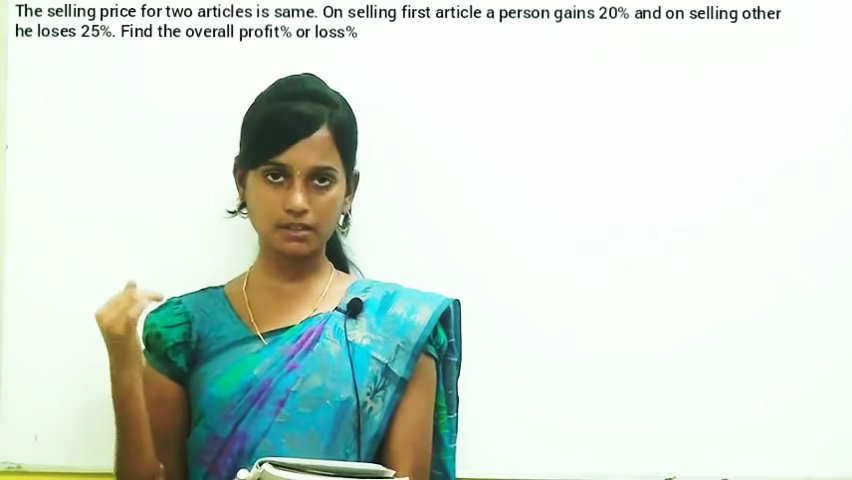 The selling price for two articles is same. On selling first article a person gains 20% and on selling other
he loses 25%. Find the overall profit% or loss%